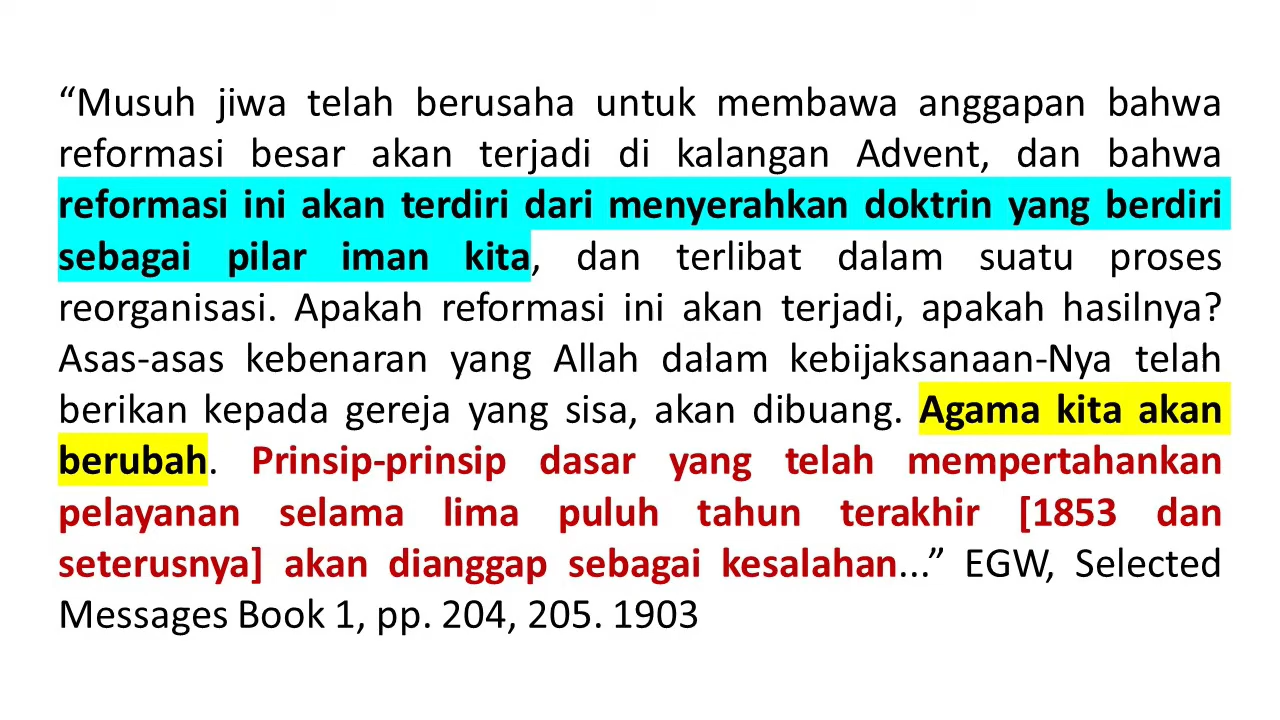 “Musuh jiwa telah berusaha untuk membawa anggapan bahwa
reformasi besar akan terjadi di kalangan Advent, dan bahwa
reformasi ini akan terdiri dari menyerahkan doktrin yang berdiri
sebagai pilar iman kita, dan terlibat dalam suatu proses
reorganisasi. Apakah reformasi ini akan terjadi, apakah hasilnya?
Asas-asas kebenaran yang Allah dalam kebijaksanaan-Nya telah
berikan kepada gereja yang sisa, akan dibuang. Agama kita akan
berubah. Prinsip-prinsip dasar yang telah mempertahankan
pelayanan selama lima puluh tahun terakhir [1853 dan
seterusnya] akan dianggap sebagai kesalahan...” EGW, Selected
Messages Book 1, pp. 204, 205. 1903